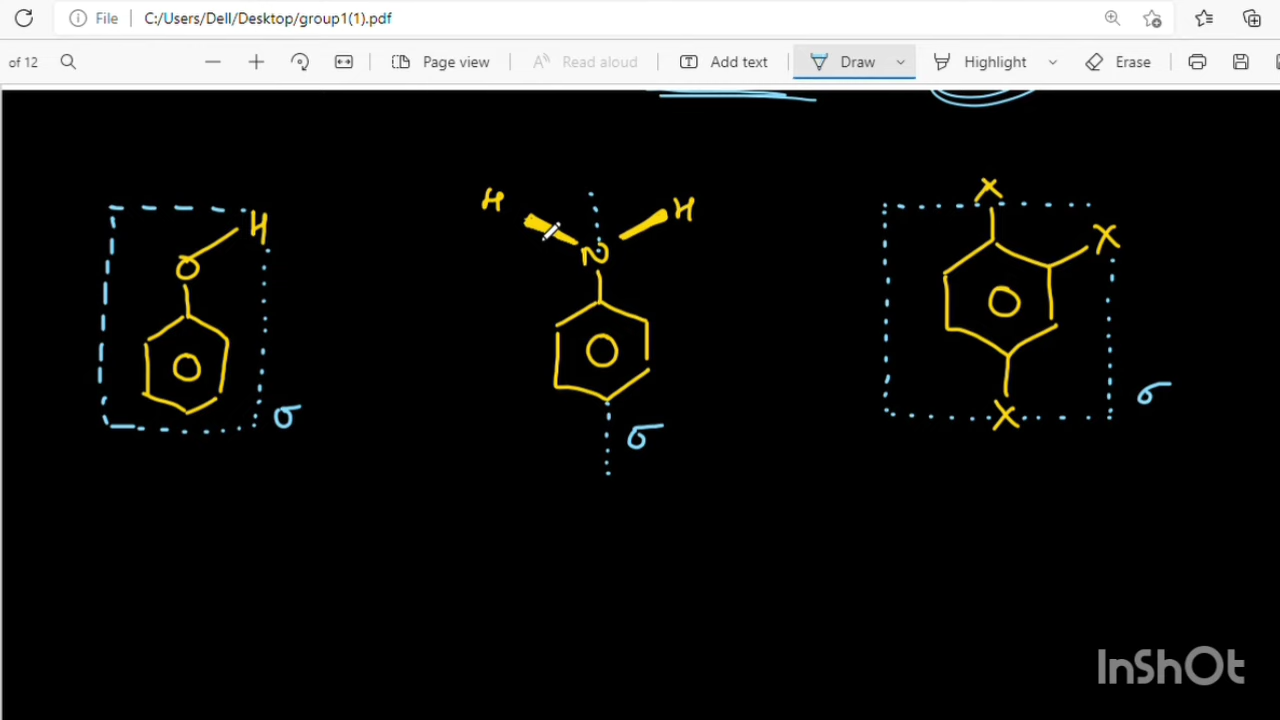 File C:/Users/Dell/Desktop/group1(1).pdf
of 12 Page view Read aloud Add text Draw Highlight Erase
H
O
σ
H H
N
σ
X
X
X
σ
InShOt